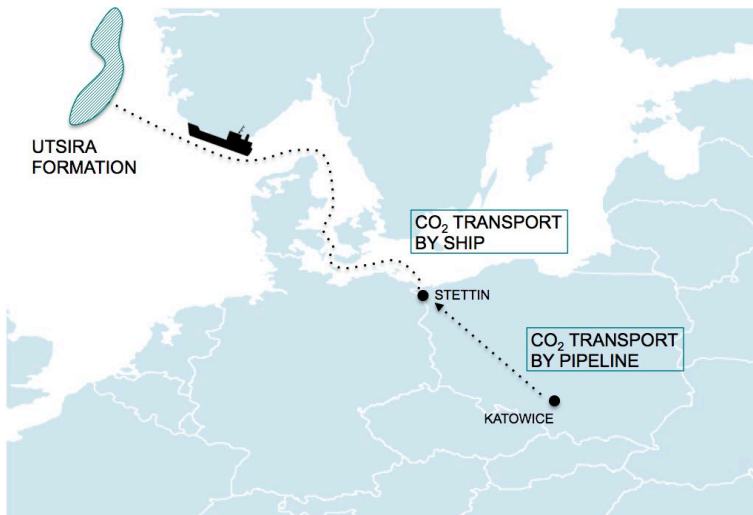 UTSIRA
FORMATION
CO₂ TRANSPORT
BY SHIP
STETTIN
CO₂ TRANSPORT
BY PIPELINE
KATOWICE